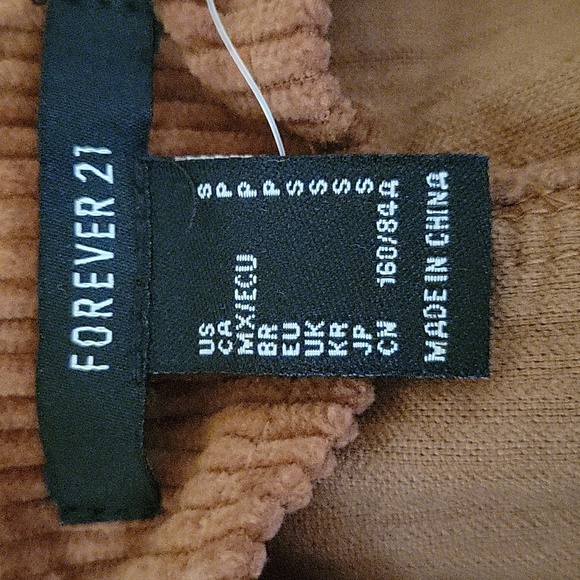 FOREVER 21
US S
CA P
MX/ECU P
BR P
EU S
UK S
KR S
JP S
CN 160/84A
MADE IN CHINA